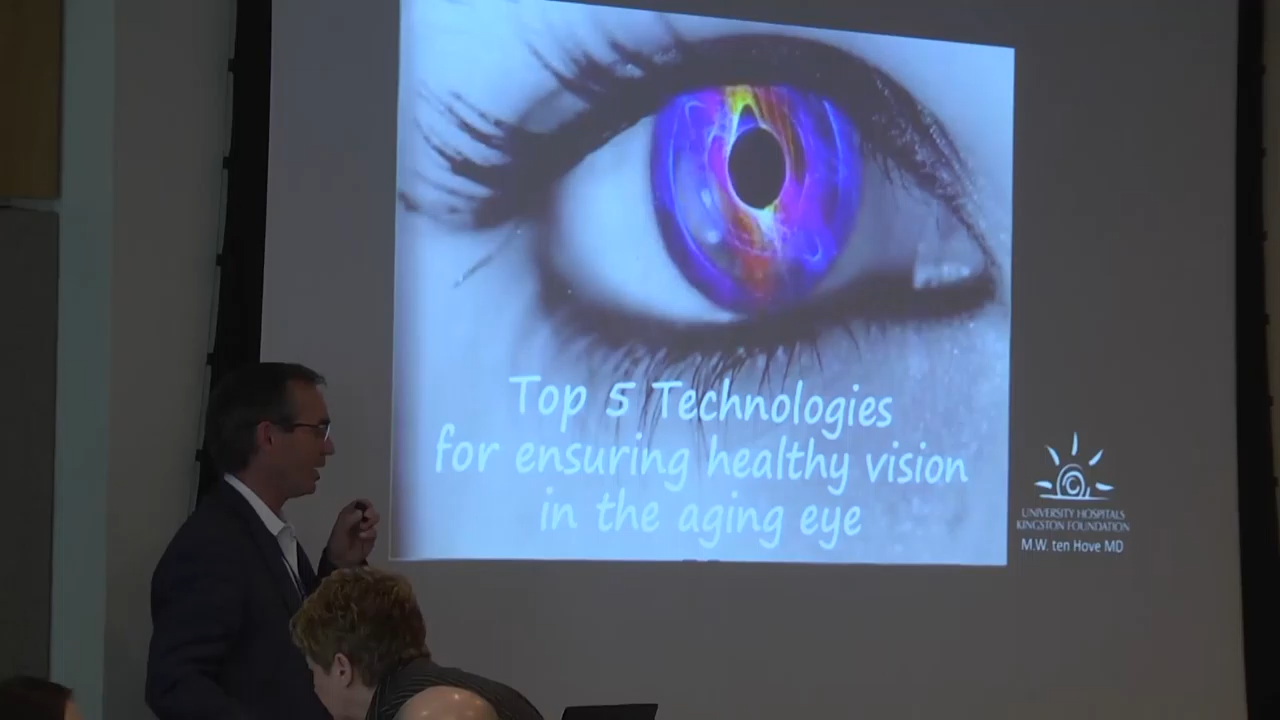 Top 5 Technologies
for ensuring healthy vision
in the aging eye
UNIVERSITY HOSPITALS
KINGSTON FOUNDATION
M.W. ten Hove MD